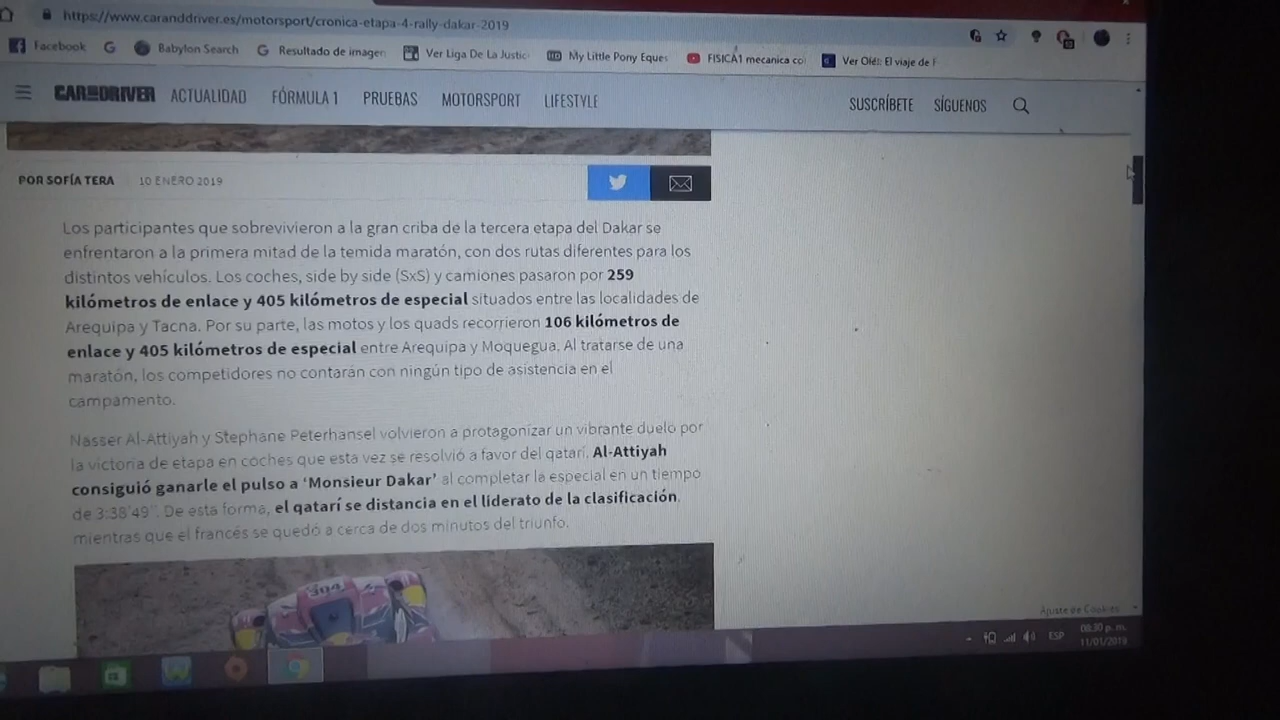 https://www.caranddriver.es/motorsport/cronica-etapa-4-rally-dakar-2019
Facebook
Babylon Search
Resultado de imagen
Ver Liga De La Justic
My Little Pony Eques
FISICA1 mecanica co
Ver Olé!: El viaje de F
CAR AND DRIVER
ACTUALIDAD
FÓRMULA 1
PRUEBAS
MOTORSPORT
LIFESTYLE
SUSCRÍBETE
SÍGUENOS
POR SOFÍA TERA
10 ENERO 2019
Los participantes que sobrevivieron a la gran criba de la tercera etapa del Dakar se
enfrentaron a la primera mitad de la temida maratón, con dos rutas diferentes para los
distintos vehículos. Los coches, side by side (SxS) y camiones pasaron por 259
kilómetros de enlace y 405 kilómetros de especial situados entre las localidades de
Arequipa y Tacna. Por su parte, las motos y los quads recorrieron 106 kilómetros de
enlace y 405 kilómetros de especial entre Arequipa y Moquegua. Al tratarse de una
maratón, los competidores no contarán con ningún tipo de asistencia en el
campamento.
Nasser Al-Attiyah y Stephane Peterhansel volvieron a protagonizar un vibrante duelo por
la victoria de etapa en coches que esta vez se resolvió a favor del qatarí. Al-Attiyah
consiguió ganarle el pulso a ‘Monsieur Dakar’ al completar la especial en un tiempo
de 3:38'49''. De esta forma, el qatarí se distancia en el liderato de la clasificación,
mientras que el francés se quedó a cerca de dos minutos del triunfo.
304
Ajuste de Cookies
ESP
08:30 p. m.
11/01/2019